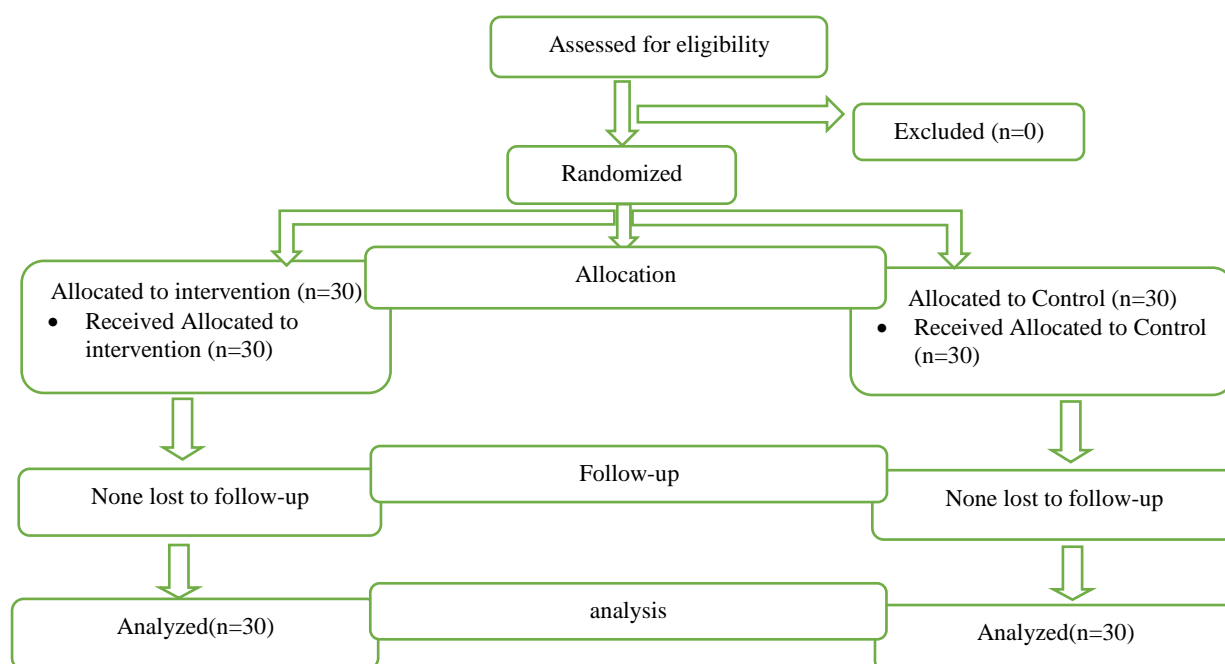 Assessed for eligibility
Excluded (n=0)
Randomized
Allocation
Allocated to intervention (n=30)
• Received Allocated to
intervention (n=30)
Allocated to Control (n=30)
• Received Allocated to Control
(n=30)
None lost to follow-up
Follow-up
None lost to follow-up
Analyzed(n=30)
analysis
Analyzed(n=30)